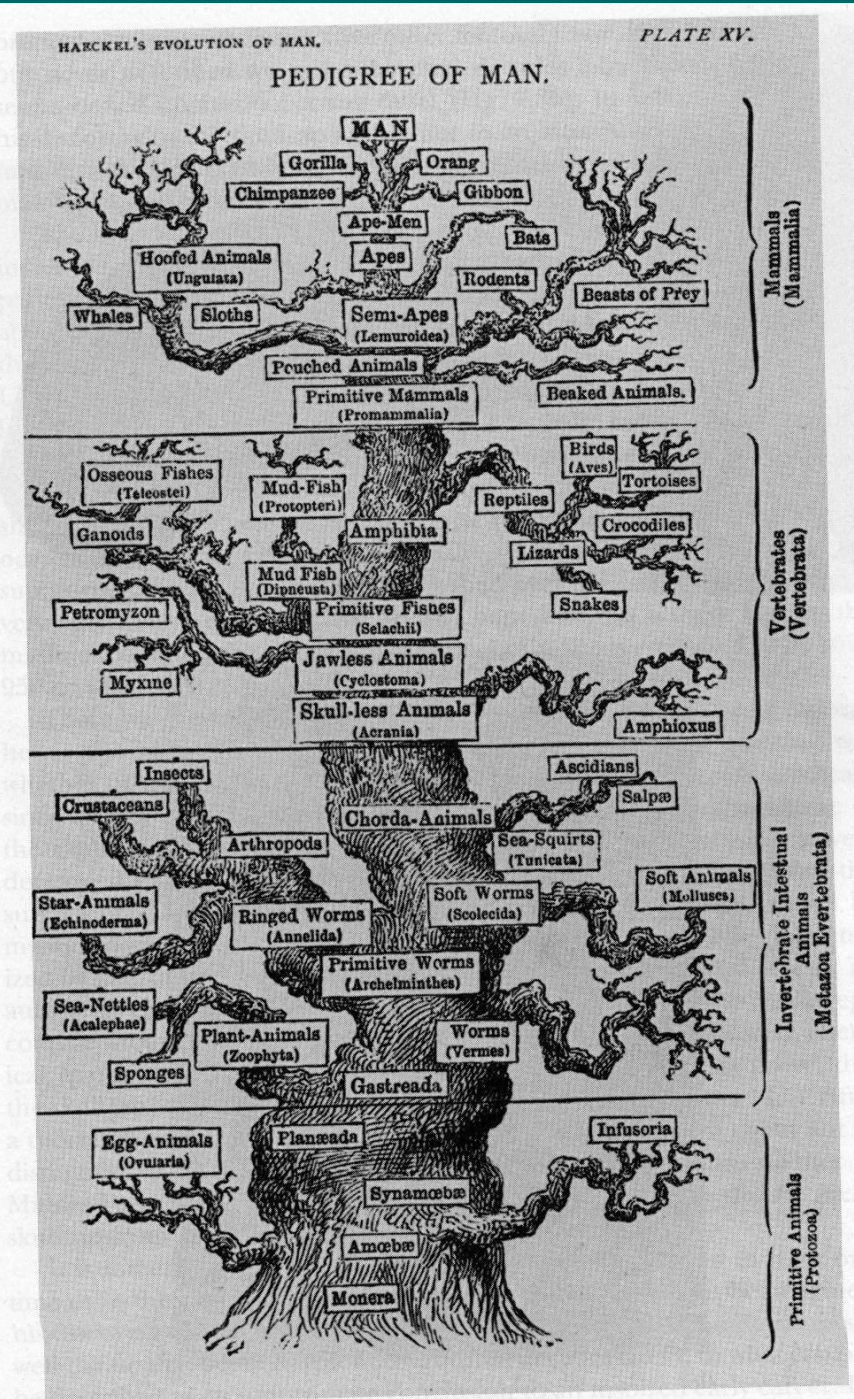 HAECKEL'S EVOLUTION OF MAN.
PLATE XV.
PEDIGREE OF MAN.
MAN
Gorilla
Orang
Chimpanzee
Gibbon
Ape-Men
Bats
Apes
Hoofed Animals
(Ungulata)
Rodents
Beasts of Prey
Whales
Sloths
Semi-Apes
(Lemuroidea)
Pouched Animals
Primitive Mammals
(Promammalia)
Beaked Animals.
Mammals
(Mammalia)
Osseous Fishes
(Teleostei)
Mud-Fish
(Protopteri)
Birds
(Aves)
Tortoises
Reptiles
Ganoids
Amphibia
Crocodiles
Lizards
Mud Fish
(Dipneusta)
Petromyzon
Primitive Fishes
(Selachii)
Snakes
Jawless Animals
(Cyclostoma)
Myxine
Skull-less Animals
(Acrania)
Amphioxus
Vertebrates
(Vertebrata)
Insects
Ascidians
Crustaceans
Salpæ
Chorda-Animals
Arthropods
Sea-Squirts
(Tunicata)
Star-Animals
(Echinoderma)
Ringed Worms
(Annelida)
Soft Worms
(Scolecida)
Soft Animals
(Molluscs)
Primitive Worms
(Archelminthes)
Sea-Nettles
(Acalephae)
Plant-Animals
(Zoophyta)
Worms
(Vermes)
Sponges
Gastreada
Invertebrate Intestinal
Animals
(Metazoa Evertebrata)
Egg-Animals
(Ovularia)
Planæada
Infusoria
Synamœbæ
Amœbæ
Monera
Primitive Animals
(Protozoa)